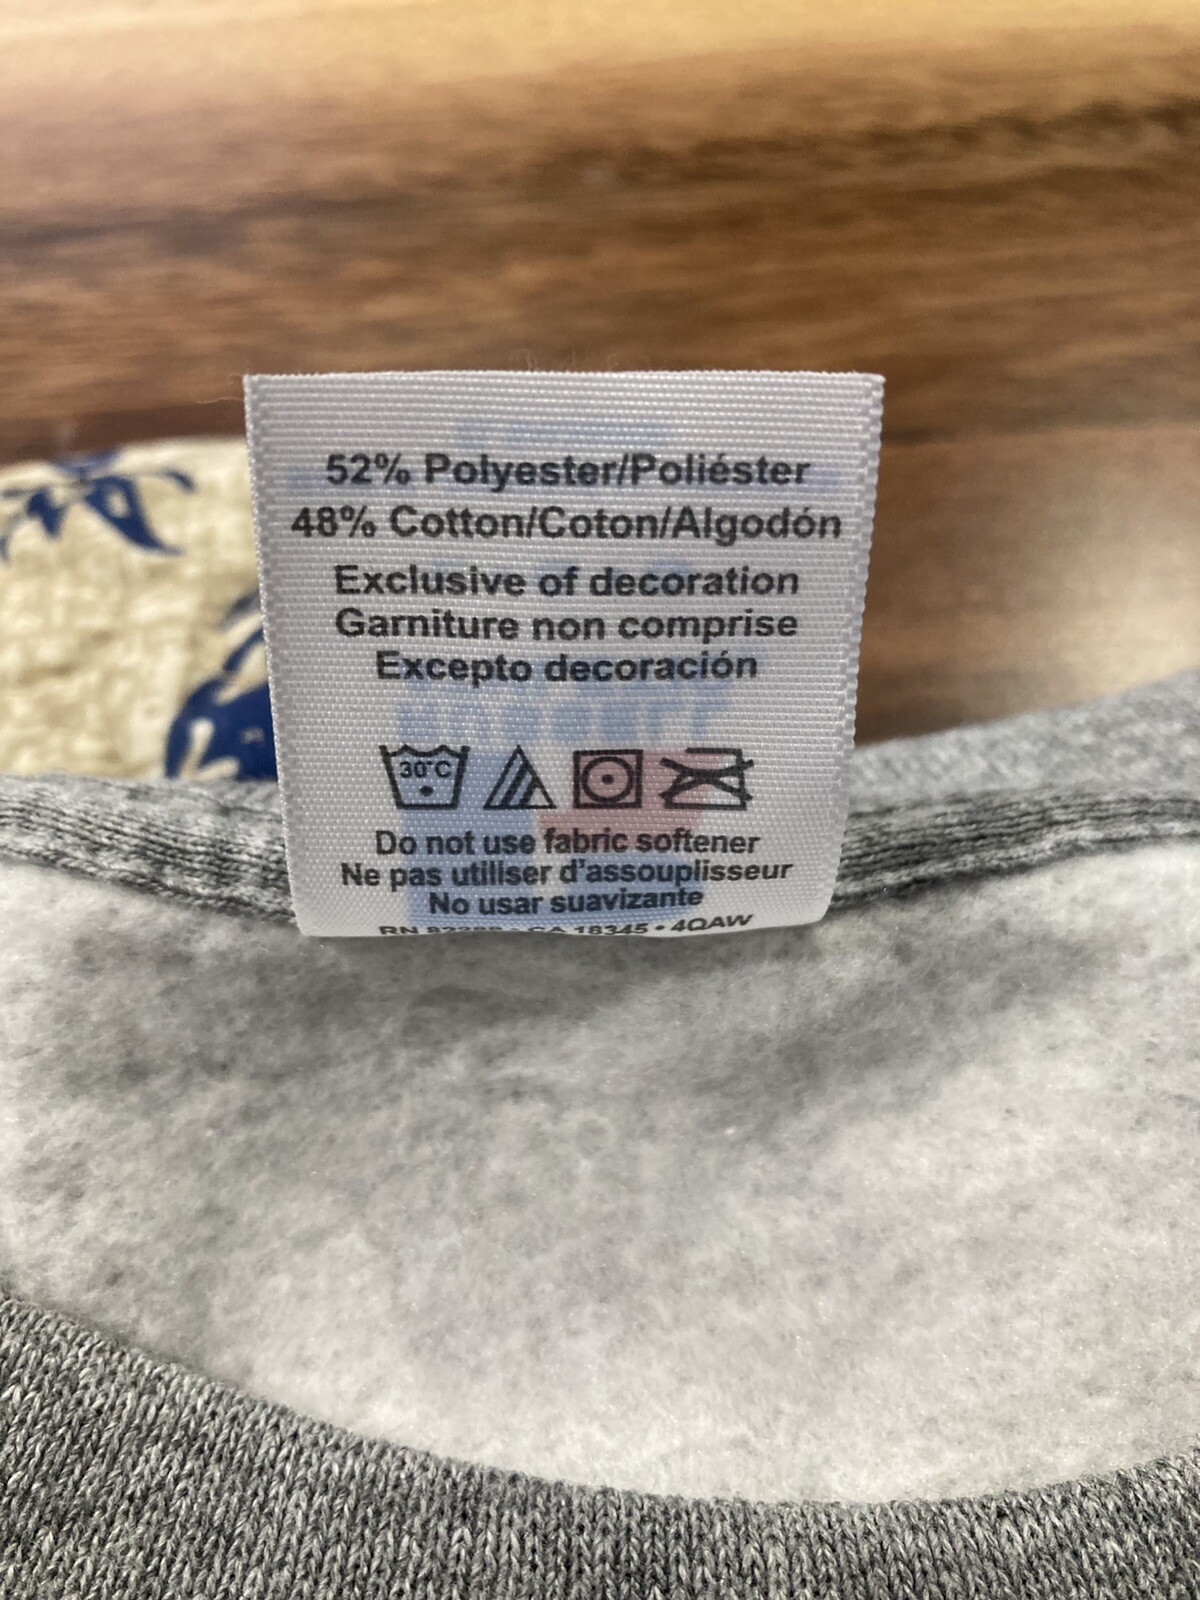 52% Polyester/Poliéster
48% Cotton/Coton/Algodón
Exclusive of decoration
Garniture non comprise
Excepto decoración
30°C
Do not use fabric softener
Ne pas utiliser d'assouplisseur
No usar suavizante
RN CA 18345 • 4QAW